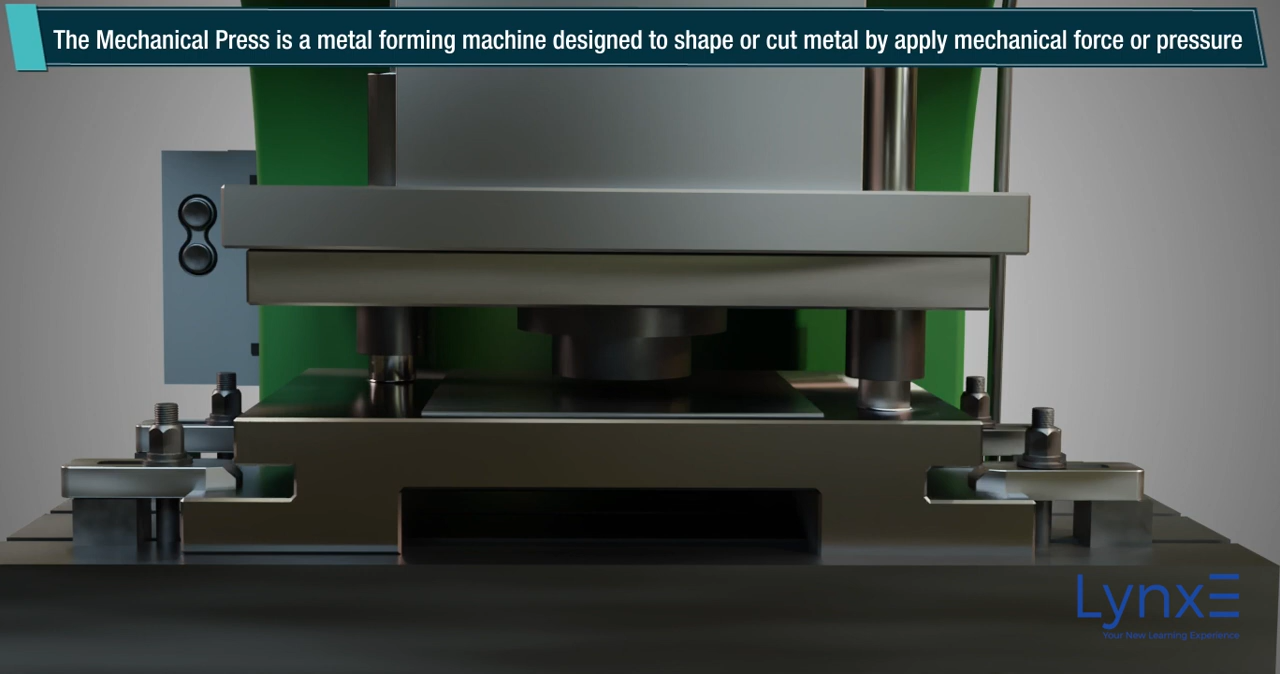 The Mechanical Press is a metal forming machine designed to shape or cut metal by apply mechanical force or pressure
LynxE
Your New Learning Experience